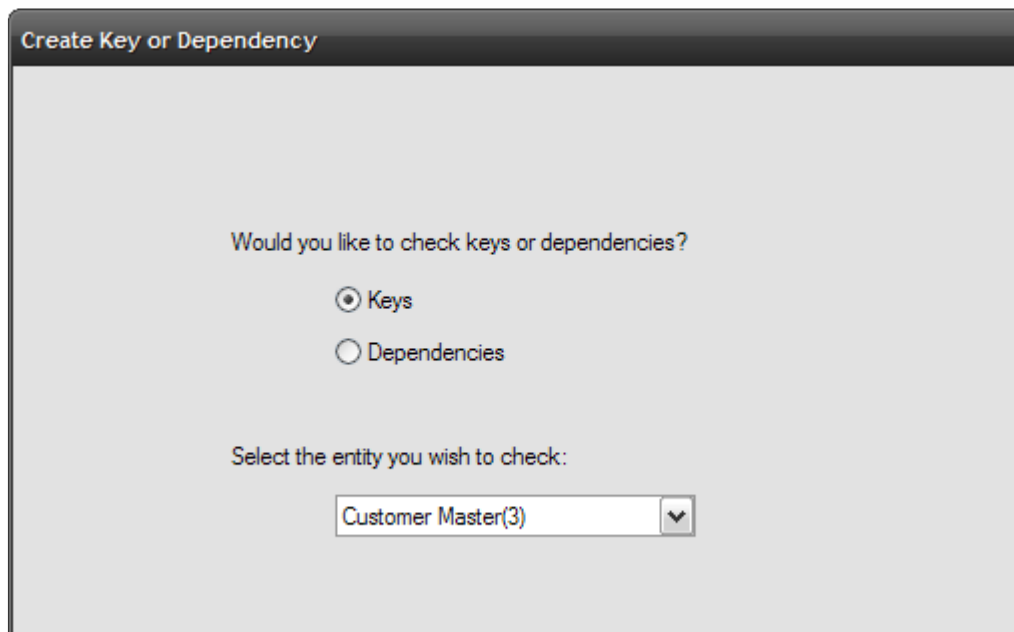 Create Key or Dependency
Would you like to check keys or dependencies?
Keys
Dependencies
Select the entity you wish to check:
Customer Master(3)